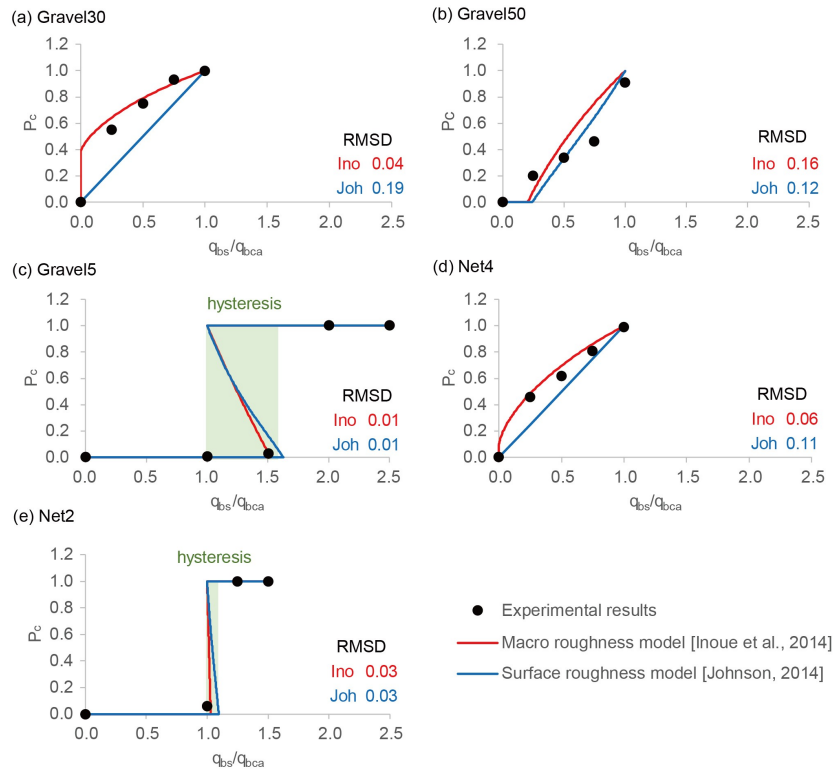 (a) Gravel30
1.2
1.0
0.8
0.6
0.4
0.2
0.0
Pc
RMSD
Ino 0.04
Joh 0.19
0.0 0.5 1.0 1.5 2.0 2.5
qbs/qbca
(b) Gravel50
1.2
1.0
0.8
0.6
0.4
0.2
0.0
Pc
RMSD
Ino 0.16
Joh 0.12
0.0 0.5 1.0 1.5 2.0 2.5
qbs/qbca
(c) Gravel5
hysteresis
1.2
1.0
0.8
0.6
0.4
0.2
0.0
Pc
RMSD
Ino 0.01
Joh 0.01
0.0 0.5 1.0 1.5 2.0 2.5
qbs/qbca
(d) Net4
1.2
1.0
0.8
0.6
0.4
0.2
0.0
Pc
RMSD
Ino 0.06
Joh 0.11
0.0 0.5 1.0 1.5 2.0 2.5
qbs/qbca
(e) Net2
hysteresis
1.2
1.0
0.8
0.6
0.4
0.2
0.0
Pc
RMSD
Ino 0.03
Joh 0.03
0.0 0.5 1.0 1.5 2.0 2.5
qbs/qbca
Experimental results
Macro roughness model [Inoue et al., 2014]
Surface roughness model [Johnson, 2014]